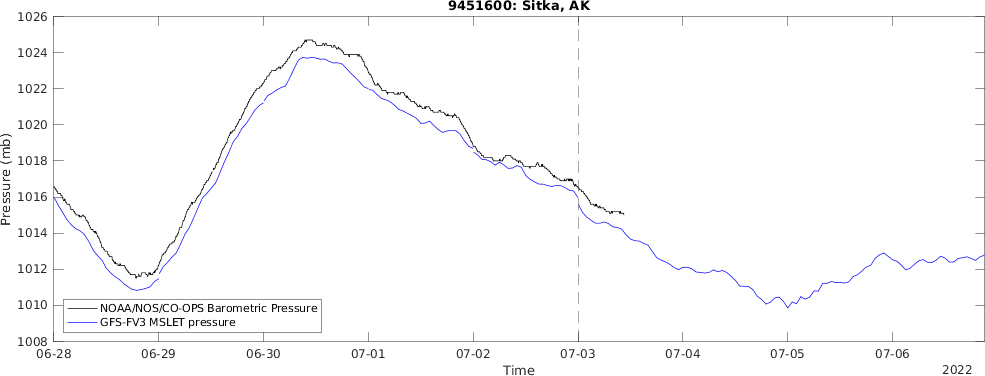 9451600: Sitka, AK
1026
1024
1022
1020
1018
1016
1014
1012
1010
1008
Pressure (mb)
NOAA/NOS/CO-OPS Barometric Pressure
GFS-FV3 MSLET pressure
06-28 06-29 06-30 07-01 07-02 07-03 07-04 07-05 07-06
Time
2022